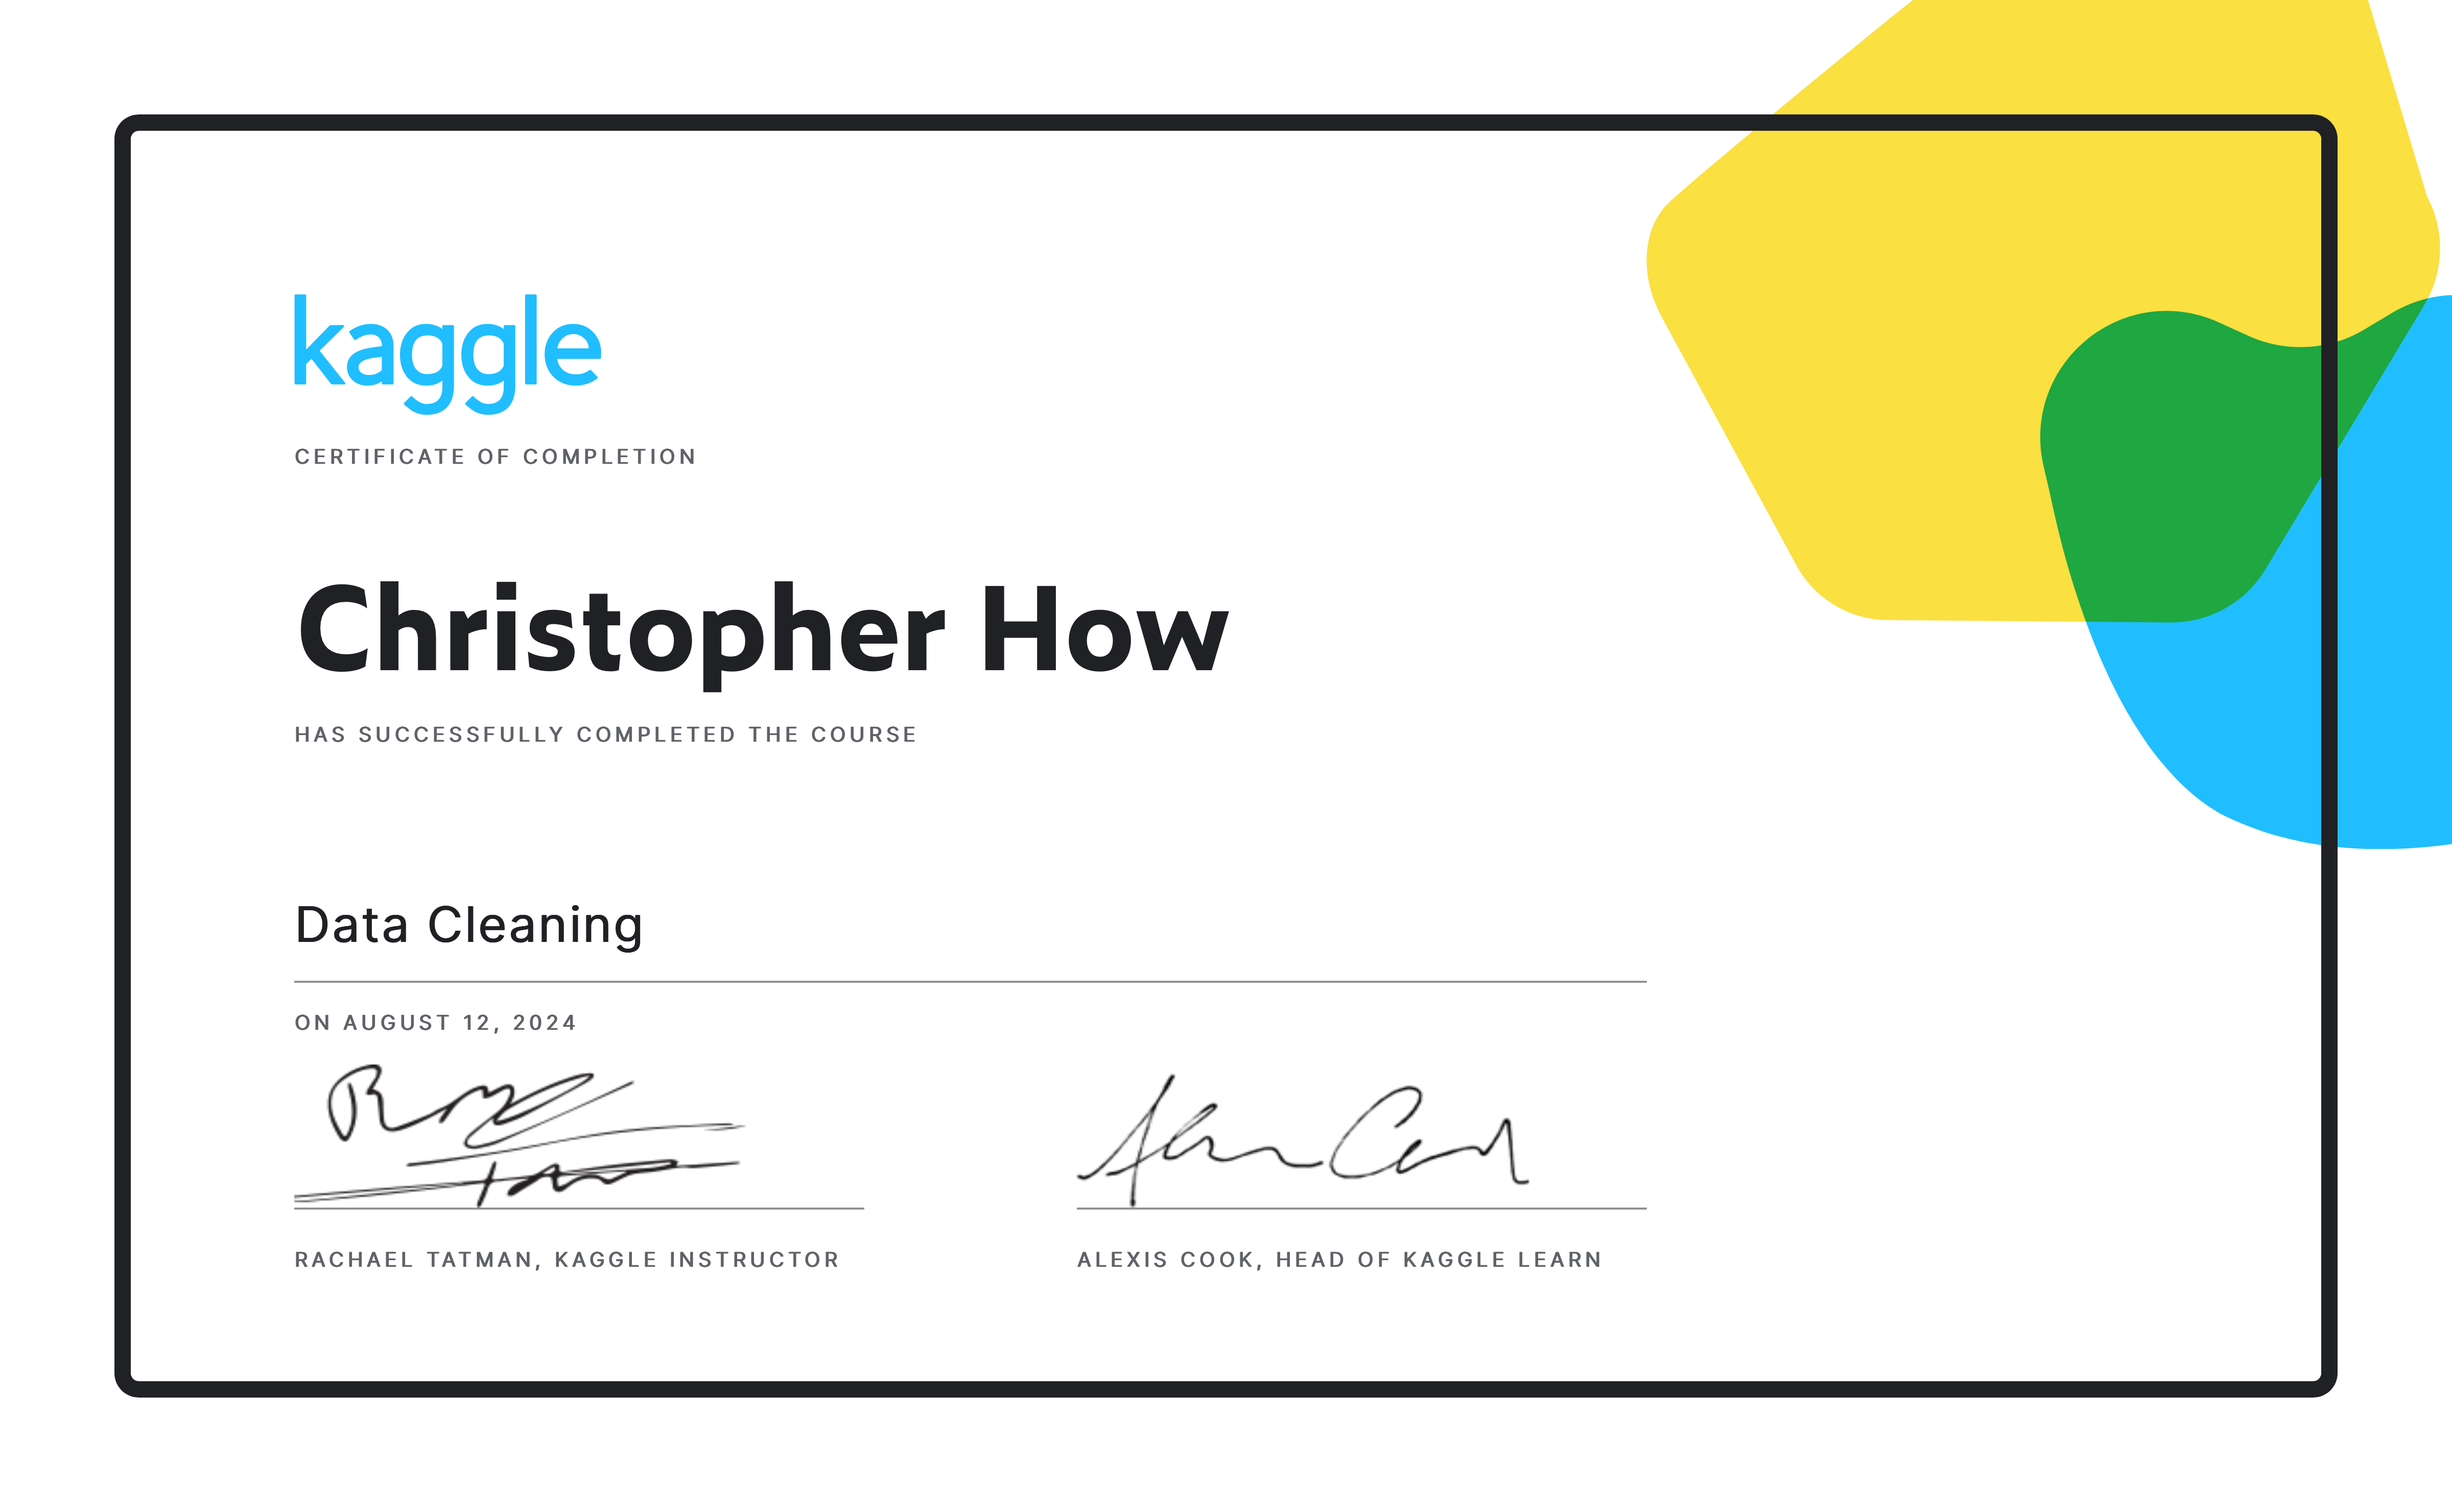 kaggle
CERTIFICATE OF COMPLETION
Christopher How
HAS SUCCESSFULLY COMPLETED THE COURSE
Data Cleaning
ON AUGUST 12, 2024
RACHAEL TATMAN, KAGGLE INSTRUCTOR
ALEXIS COOK, HEAD OF KAGGLE LEARN